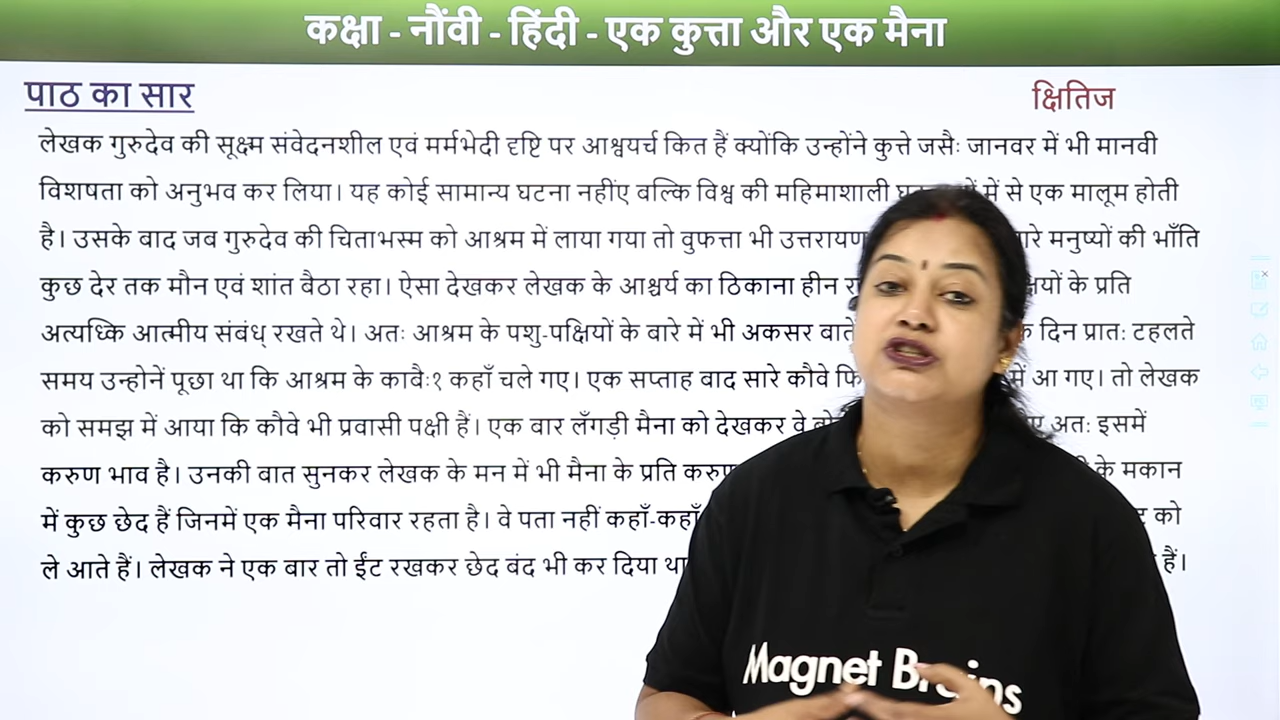 कक्षा - नौंवी - हिंदी - एक कुत्ता और एक मैना
पाठ का सार
क्षितिज
लेखक गुरुदेव की सूक्ष्म संवेदनशील एवं मर्मभेदी दृष्टि पर आश्वयर्च कित हैं क्योंकि उन्होंने कुत्ते जसैः जानवर में भी मानवी
विशषता को अनुभव कर लिया। यह कोई सामान्य घटना नहींए बल्कि विश्व की महिमाशाली में से एक मालूम होती
है। उसके बाद जब गुरुदेव की चिताभस्म को आश्रम में लाया गया तो वुफत्ता भी उत्तरायण मनुष्यों की भाँति
कुछ देर तक मौन एवं शांत बैठा रहा। ऐसा देखकर लेखक के आश्चर्य का ठिकाना हीन के प्रति
अत्यध्कि आत्मीय संबंध् रखते थे। अतः आश्रम के पशु-पक्षियों के बारे में भी अकसर दिन प्रात: टहलते
समय उन्होनें पूछा था कि आश्रम के काबैः१ कहाँ चले गए। एक सप्ताह बाद सारे कौवे में आ गए। तो लेखक
को समझ में आया कि कौवे भी प्रवासी पक्षी हैं। एक वार लँगड़ी मैना को देखकर वे अत: इसमें
करुण भाव है। उनकी बात सुनकर लेखक के मन में भी मैना के प्रति के मकान
में कुछ छेद हैं जिनमें एक मैना परिवार रहता है। वे पता नहीं कहाँ-कहाँ को
ले आते हैं। लेखक ने एक बार तो ईंट रखकर छेद बंद भी कर दिया था हैं।
Magnet Brains